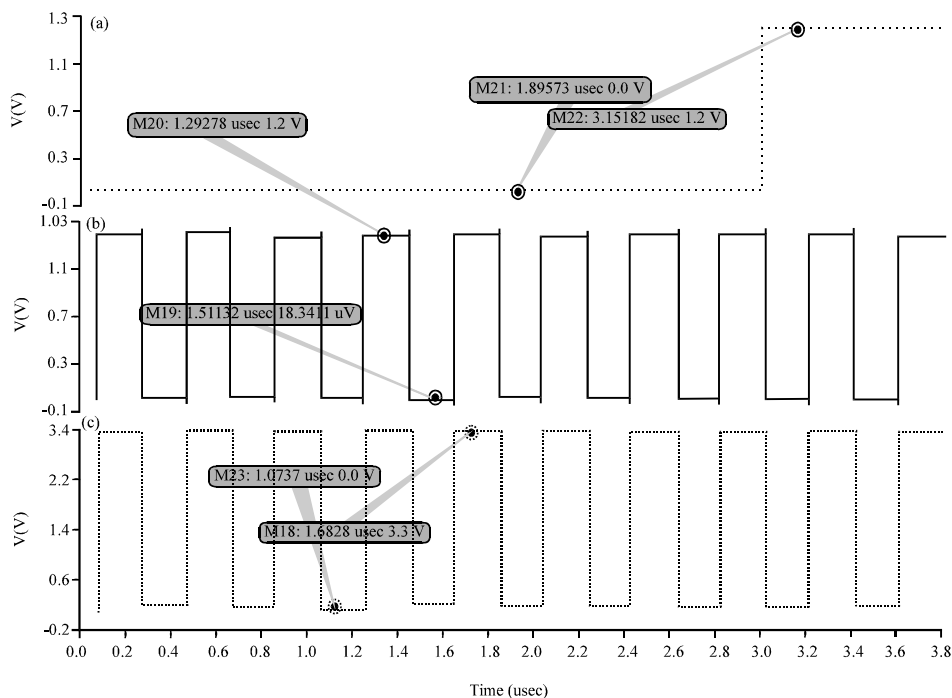 (a)
1.3
1.1
0.7
0.3
-0.1
V(V)
M21: 1.89573 usec 0.0 V
M22: 3.15182 usec 1.2 V
M20: 1.29278 usec 1.2 V
(b)
1.03
1.1
0.7
0.3
-0.1
V(V)
M19: 1.51132 usec 18.3411 uV
(c)
3.4
2.2
1.4
0.6
-0.2
V(V)
M23: 1.0737 usec 0.0 V
M18: 1.6828 usec 3.3 V
0.0 0.2 0.6 0.8 1.0 1.2 1.4 1.6 1.8 2.0 2.2 2.4 2.6 2.8 3.0 3.2 3.4 3.6 3.8
Time (usec)